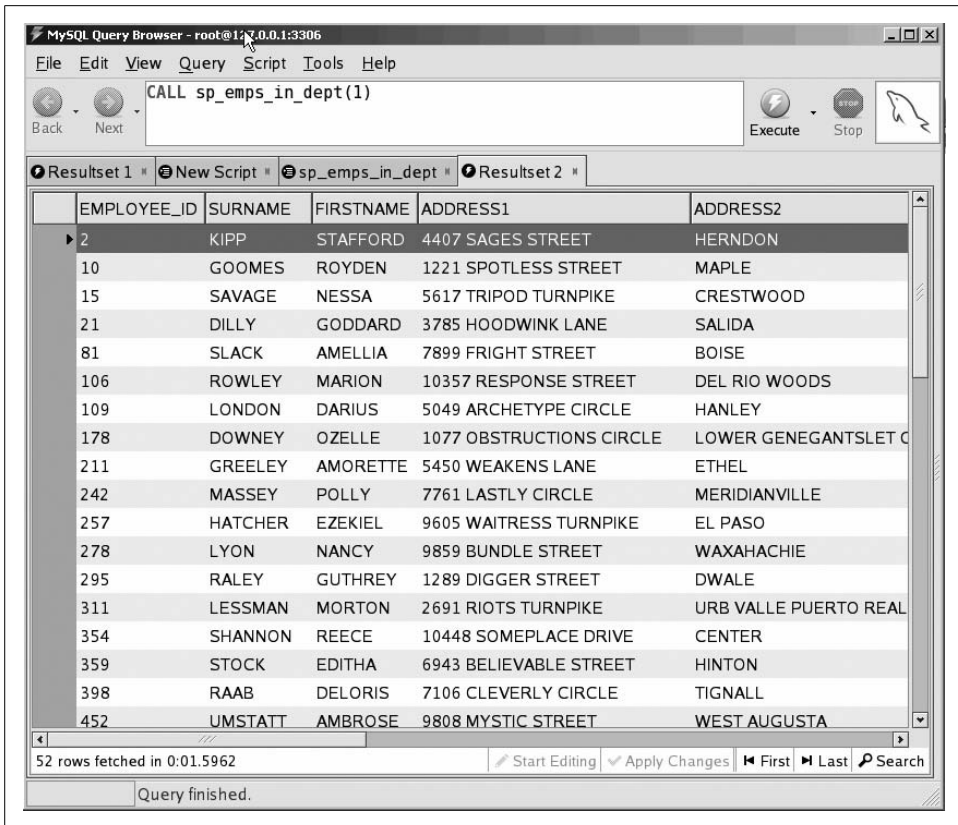 MySQL Query Browser - root@127.0.0.1:3306
File Edit View Query Script Tools Help
CALL sp_emps_in_dept(1)
Back Next Execute STOP Stop
Resultset 1 New Script sp_emps_in_dept Resultset 2
EMPLOYEE_ID SURNAME FIRSTNAME ADDRESS1 ADDRESS2
2 KIPP STAFFORD 4407 SAGES STREET HERNDON
10 GOOMES ROYDEN 1221 SPOTLESS STREET MAPLE
15 SAVAGE NESSA 5617 TRIPOD TURNPIKE CRESTWOOD
21 DILLY GODDARD 3785 HOODWINK LANE SALIDA
81 SLACK AMELLIA 7899 FRIGHT STREET BOISE
106 ROWLEY MARION 10357 RESPONSE STREET DEL RIO WOODS
109 LONDON DARIUS 5049 ARCHETYPE CIRCLE HANLEY
178 DOWNEY OZELLE 1077 OBSTRUCTIONS CIRCLE LOWER GENEGANTSLET C
211 GREELEY AMORETTE 5450 WEAKENS LANE ETHEL
242 MASSEY POLLY 7761 LASTLY CIRCLE MERIDIANVILLE
257 HATCHER EZEKIEL 9605 WAITRESS TURNPIKE EL PASO
278 LYON NANCY 9859 BUNDLE STREET WAXAHACHIE
295 RALEY GUTHREY 1289 DIGGER STREET DWALE
311 LESSMAN MORTON 2691 RIOTS TURNPIKE URB VALLE PUERTO REAL
354 SHANNON REECE 10448 SOMEPLACE DRIVE CENTER
359 STOCK EDITHA 6943 BELIEVABLE STREET HINTON
398 RAAB DELORIS 7106 CLEVERLY CIRCLE TIGNALL
452 UMSTATT AMBROSE 9808 MYSTIC STREET WEST AUGUSTA
52 rows fetched in 0:01.5962 Start Editing Apply Changes First Last Search
Query finished.